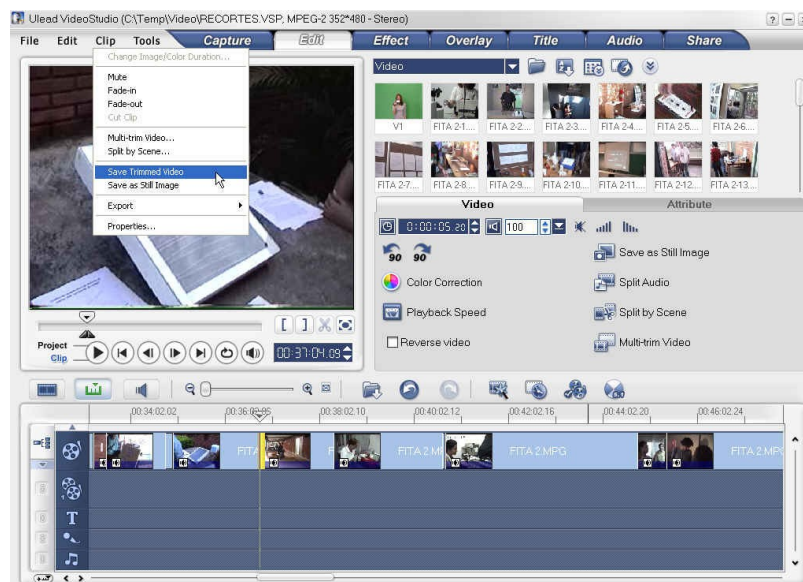 Ulead VideoStudio (C:\Temp\Video\RECORTES.VSP, MPEG-2 352*480 - Stereo)
File Edit Clip Tools Capture Edit Effect Overlay Title Audio Share
Change Image/Color Duration...
Mute
Fade-in
Fade-out
Cut Clip
Multi-trim Video...
Split by Scene...
Save Trimmed Video
Save as Still Image
Export
Properties...
Video
V1 FITA 2-1... FITA 2-2... FITA 2-3... FITA 2-4... FITA 2-5... FITA 2-6...
FITA 2-7... FITA 2-8... FITA 2-9... FITA 2-10... FITA 2-11... FITA 2-12... FITA 2-13...
Video Attribute
0:00:05.20 100
90 90 Save as Still Image
Color Correction Split Audio
Playback Speed Split by Scene
Reverse video Multi-trim Video
Project
Clip
00:37:04.09
00:34:02.02 00:36:02.06 00:38:02.10 00:40:02.12 00:42:02.16 00:44:02.20 00:46:02.24
FITA FITA 2.M FITA 2.MPG FITA 2.MP
T